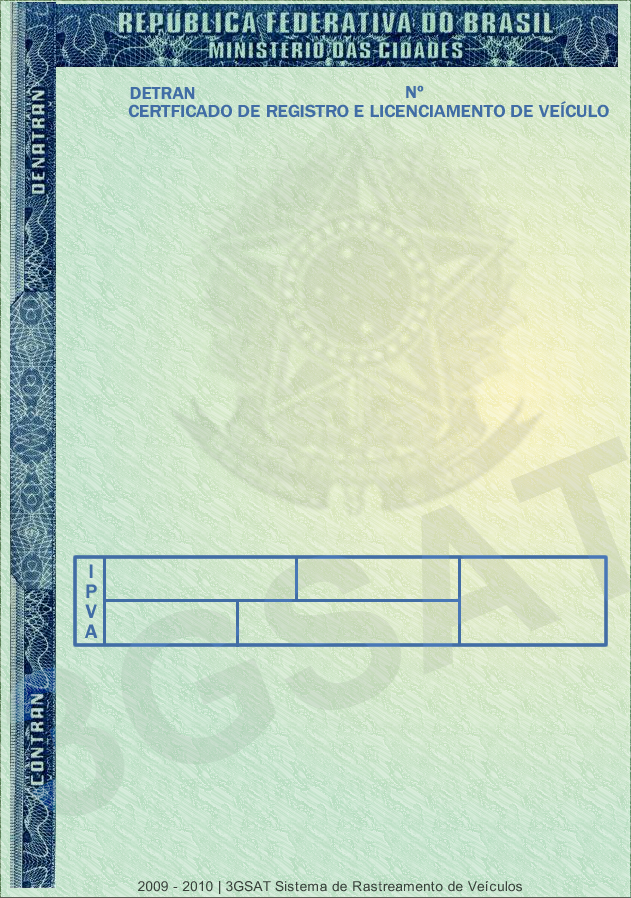 REPÚBLICA FEDERATIVA DO BRASIL
MINISTÉRIO DAS CIDADES
DENATRAN
DETRAN Nº
CERTFICADO DE REGISTRO E LICENCIAMENTO DE VEÍCULO
I
P
V
A
3GSAT
CONTRAN
2009 - 2010 | 3GSAT Sistema de Rastreamento de Veículos